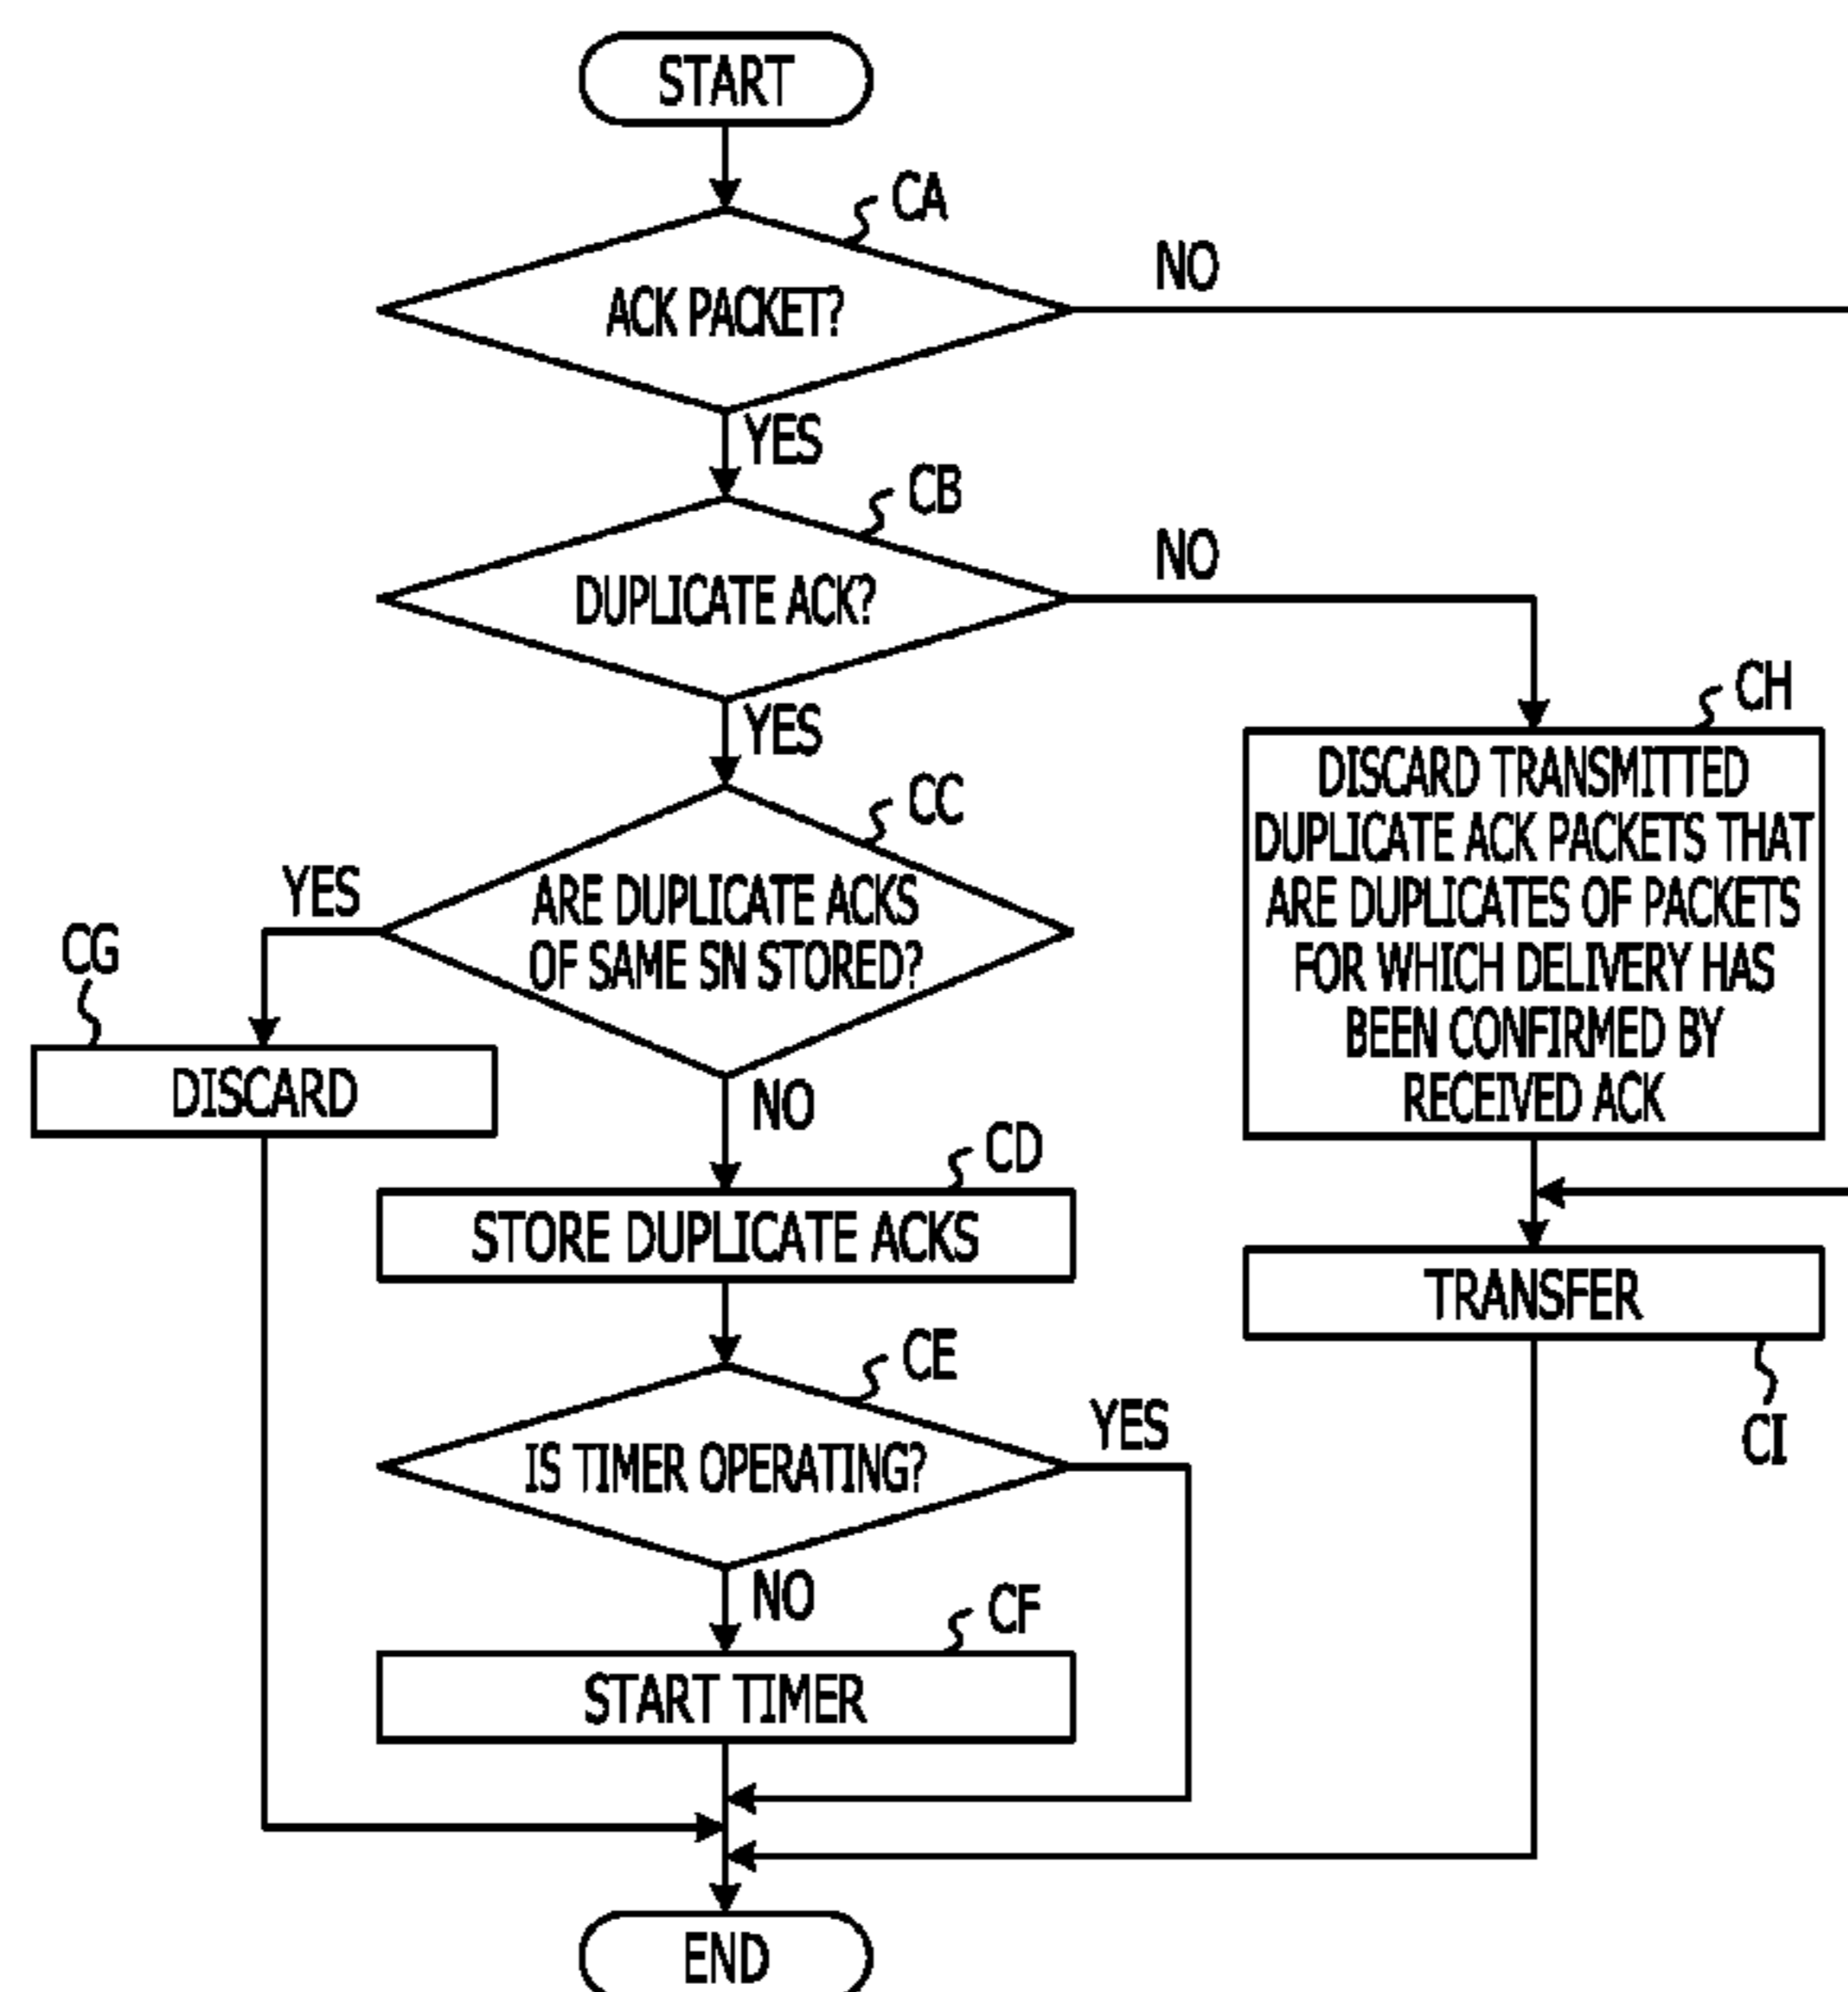 START
CA
ACK PACKET?
NO
YES
CB
DUPLICATE ACK?
NO
YES
CC
ARE DUPLICATE ACKS
OF SAME SN STORED?
YES
NO
CG
DISCARD
CH
DISCARD TRANSMITTED
DUPLICATE ACK PACKETS THAT
ARE DUPLICATES OF PACKETS
FOR WHICH DELIVERY HAS
BEEN CONFIRMED BY
RECEIVED ACK
CD
STORE DUPLICATE ACKS
TRANSFER
CI
CE
IS TIMER OPERATING?
YES
NO
CF
START TIMER
END